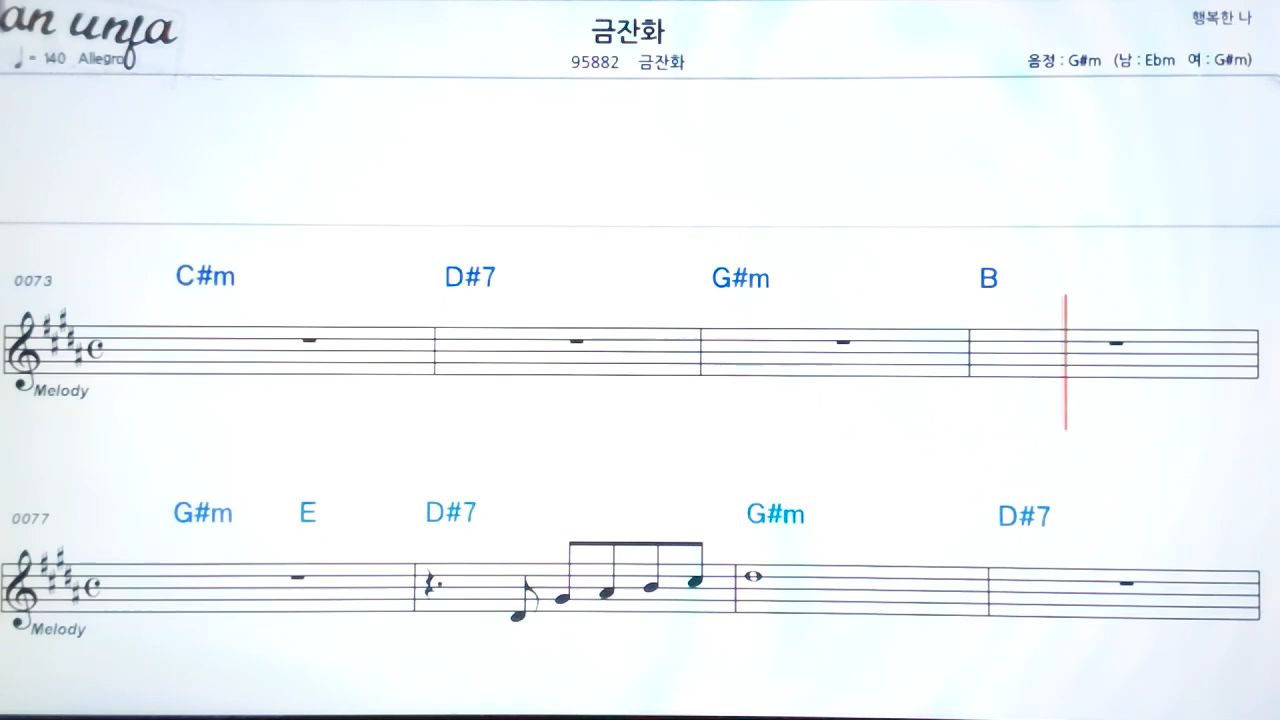 an unja
금잔화
행복한 나
♩= 140 Allegro
95882 금잔화
음정 : G#m (남 : Ebm 여 : G#m)
0073
C#m D#7 G#m B
Melody
0077
G#m E D#7 G#m D#7
Melody